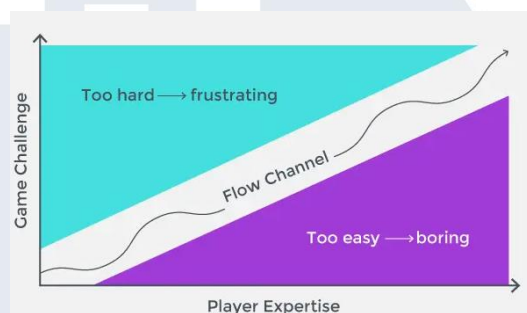 Too hard → frustrating
Game Challenge
Flow Channel
Too easy → boring
Player Expertise